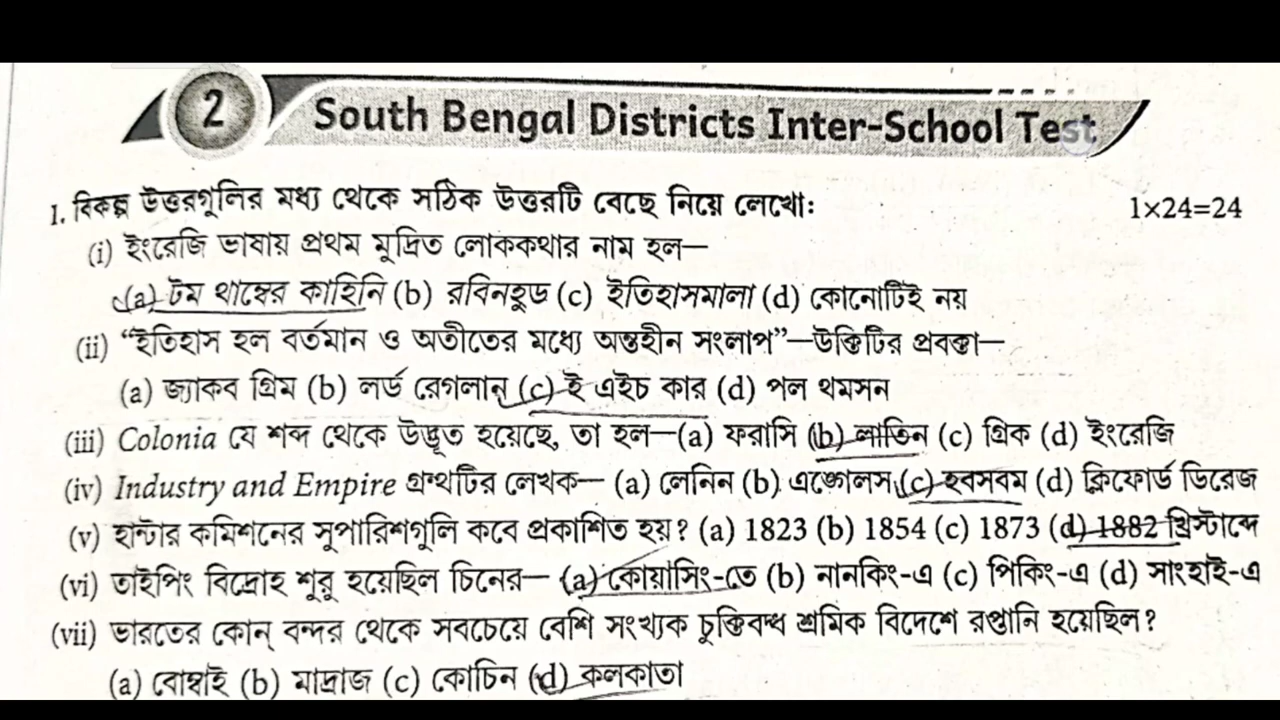 2
South Bengal Districts Inter-School Test
1. বিকল্প উত্তরগুলির মধ্য থেকে সঠিক উত্তরটি বেছে নিয়ে লেখো: 1×24=24
(i) ইংরেজি ভাষায় প্রথম মুদ্রিত লোককথার নাম হল—
(a) টম থাম্বের কাহিনি (b) রবিনহুড (c) ইতিহাসমালা (d) কোনোটিই নয়
(ii) “ইতিহাস হল বর্তমান ও অতীতের মধ্যে অন্তহীন সংলাপ”—উক্তিটির প্রবক্তা—
(a) জ্যাকব গ্রিম (b) লর্ড রেগলান (c) ই এইচ কার (d) পল থমসন
(iii) Colonia যে শব্দ থেকে উদ্ভূত হয়েছে, তা হল—(a) ফরাসি (b) লাতিন (c) গ্রিক (d) ইংরেজি
(iv) Industry and Empire গ্রন্থটির লেখক— (a) লেনিন (b) এঙ্গেলস (c) হবসবম (d) ক্লিফোর্ড ডিরেজ
(v) হান্টার কমিশনের সুপারিশগুলি কবে প্রকাশিত হয়? (a) 1823 (b) 1854 (c) 1873 (d) 1882 খ্রিস্টাব্দে
(vi) তাইপিং বিদ্রোহ শুরু হয়েছিল চিনের— (a) কোয়াসিং-তে (b) নানকিং-এ (c) পিকিং-এ (d) সাংহাই-এ
(vii) ভারতের কোন্ বন্দর থেকে সবচেয়ে বেশি সংখ্যক চুক্তিবদ্ধ শ্রমিক বিদেশে রপ্তানি হয়েছিল?
(a) বোম্বাই (b) মাদ্রাজ (c) কোচিন (d) কলকাতা